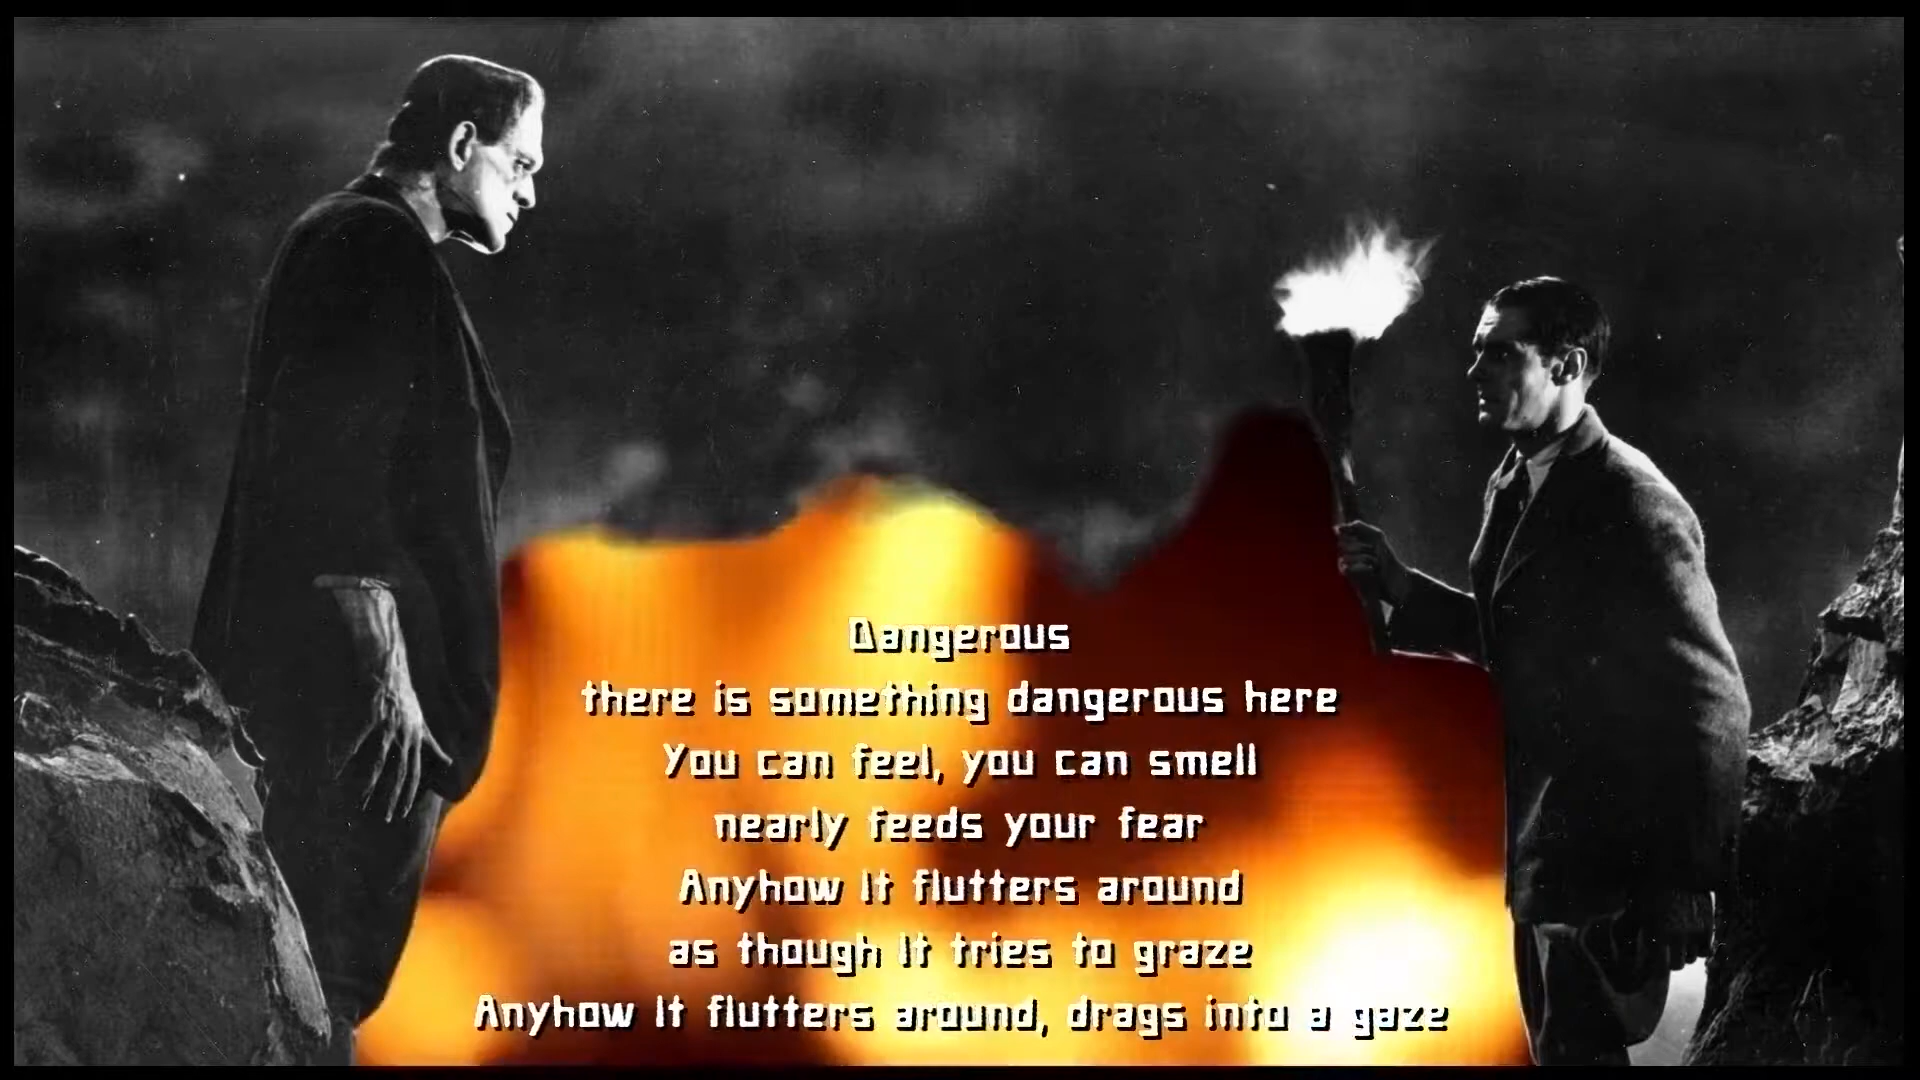 Dangerous
there is something dangerous here
You can feel, you can smell
nearly feeds your fear
Anyhow It flutters around
as though It tries to graze
Anyhow It flutters around, drags into a gaze